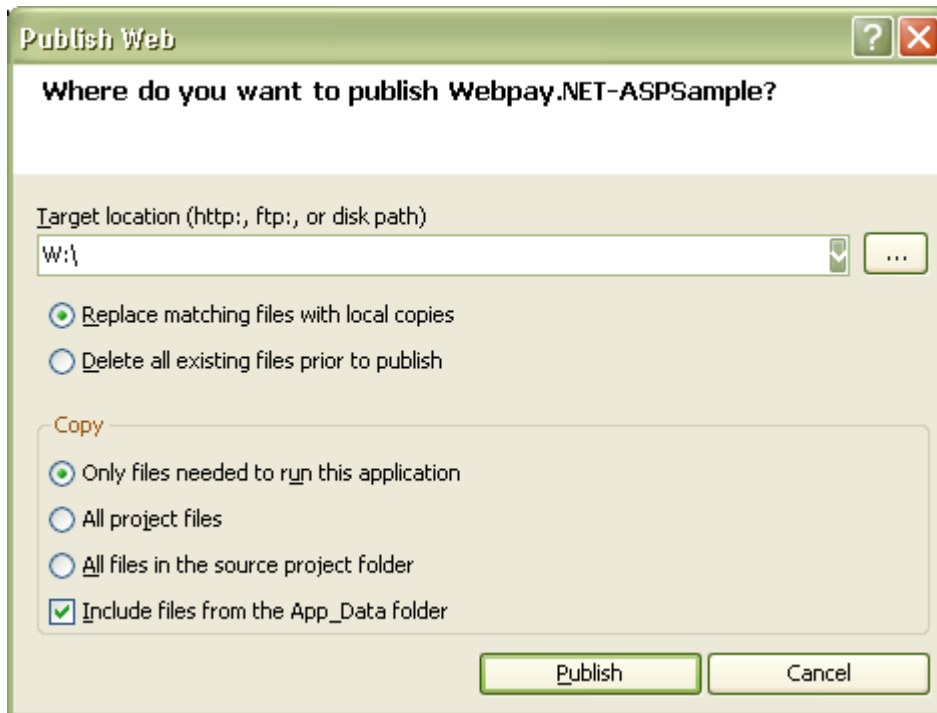 Publish Web
Where do you want to publish Webpay.NET-ASPSample?
Target location (http:, ftp:, or disk path)
W:\
...
Replace matching files with local copies
Delete all existing files prior to publish
Copy
Only files needed to run this application
All project files
All files in the source project folder
Include files from the App_Data folder
Publish Cancel